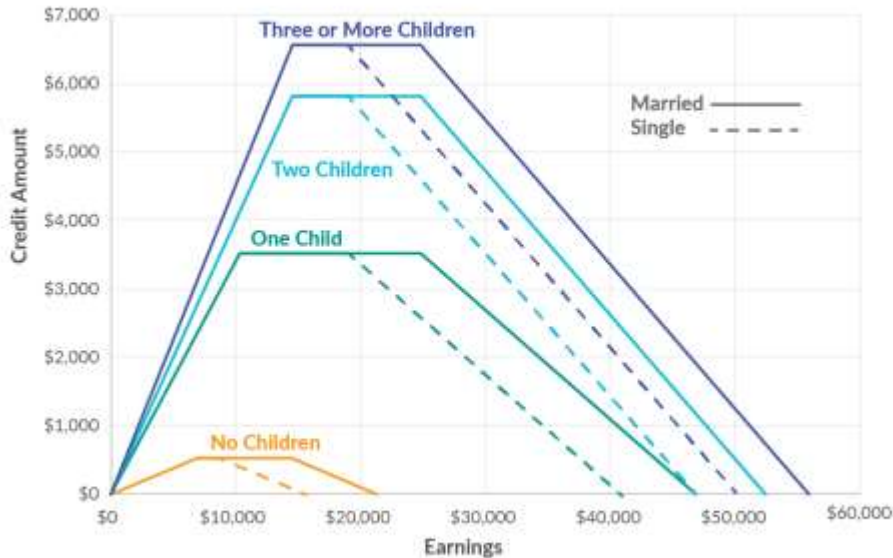 $7,000
Three or More Children
$6,000
Married
Single
$5,000
Two Children
Credit Amount
$4,000
One Child
$3,000
$2,000
$1,000
No Children
$0
$0 $10,000 $20,000 $30,000 $40,000 $50,000 $60,000
Earnings